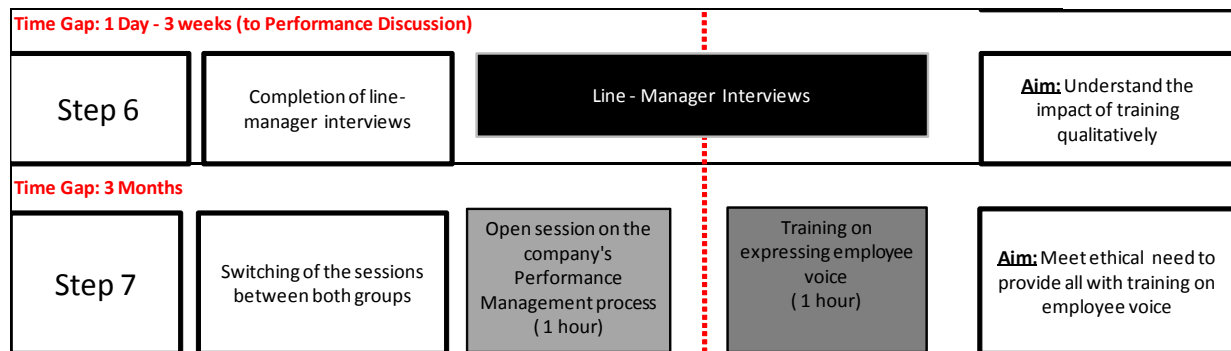 Time Gap: 1 Day - 3 weeks (to Performance Discussion)
Step 6
Completion of line-
manager interviews
Line - Manager Interviews
Aim: Understand the
impact of training
qualitatively
Time Gap: 3 Months
Step 7
Switching of the sessions
between both groups
Open session on the
company's
Performance
Management process
( 1 hour)
Training on
expressing employee
voice
( 1 hour)
Aim: Meet ethical need to
provide all with training on
employee voice